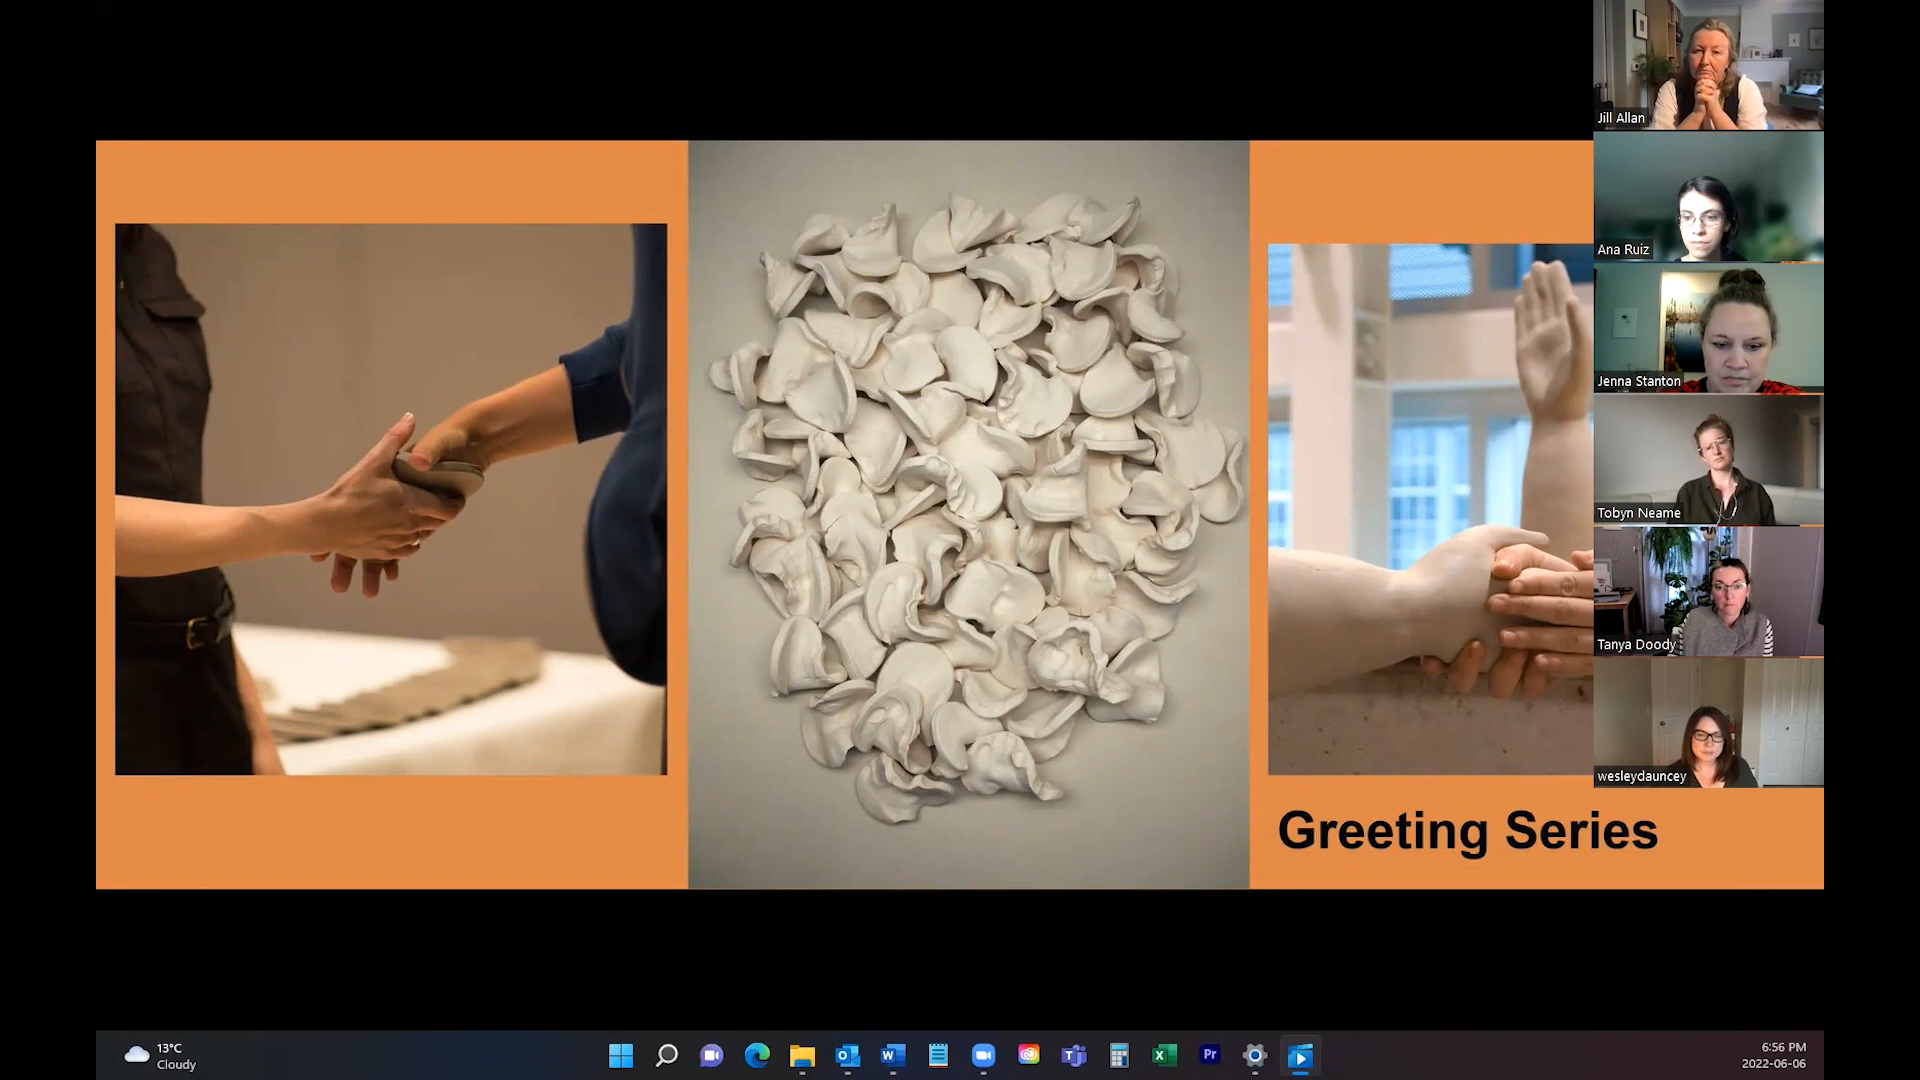 Jill Allan
Ana Ruiz
Jenna Stanton
Tobyn Neame
Tanya Doody
wesleydauncey
Greeting Series
13°C
Cloudy
6:56 PM
2022-06-06
Pr